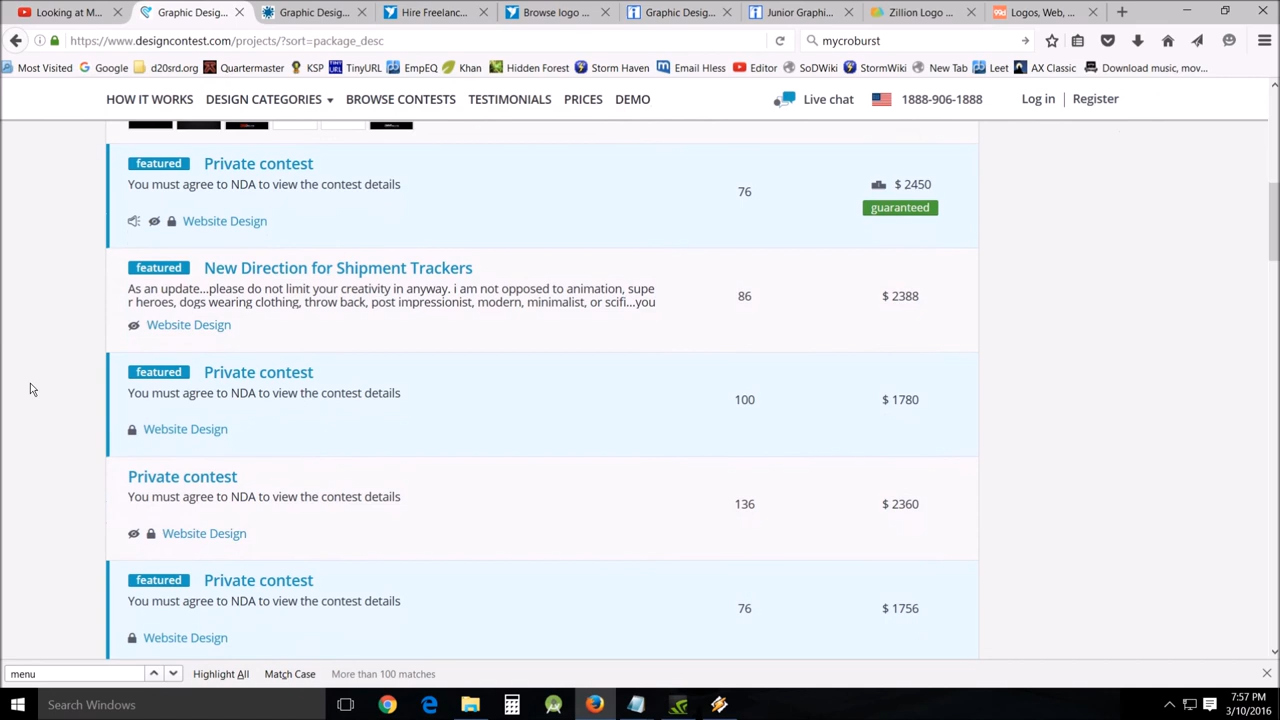 Looking at M...
Graphic Desig...
Graphic Desig...
Hire Freelanc...
Browse logo ...
Graphic Desig...
Junior Graphi...
Zillion Logo ...
99d Logos, Web, ...
https://www.designcontest.com/projects/?sort=package_desc
mycroburst
Most Visited Google d20srd.org Quartermaster KSP TinyURL EmpEQ Khan Hidden Forest Storm Haven Email Hless Editor SoDWiki StormWiki New Tab Leet AX Classic Download music, mov...
HOW IT WORKS DESIGN CATEGORIES BROWSE CONTESTS TESTIMONIALS PRICES DEMO Live chat 1888-906-1888 Log in | Register
featured Private contest
You must agree to NDA to view the contest details
76
$ 2450
guaranteed
Website Design
featured New Direction for Shipment Trackers
As an update...please do not limit your creativity in anyway. i am not opposed to animation, supe
r heroes, dogs wearing clothing, throw back, post impressionist, modern, minimalist, or scifi...you
86
$ 2388
Website Design
featured Private contest
You must agree to NDA to view the contest details
100
$ 1780
Website Design
Private contest
You must agree to NDA to view the contest details
136
$ 2360
Website Design
featured Private contest
You must agree to NDA to view the contest details
76
$ 1756
Website Design
menu Highlight All Match Case More than 100 matches
Search Windows
7:57 PM
3/10/2016